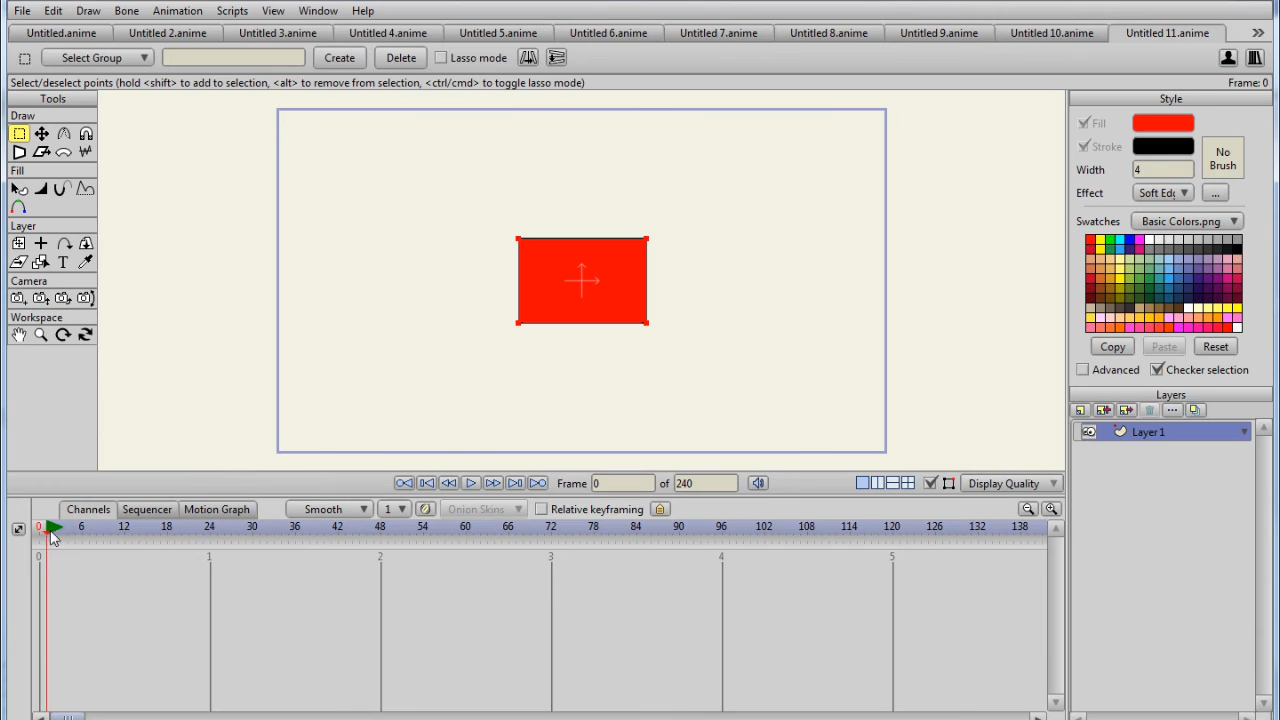 File Edit Draw Bone Animation Scripts View Window Help
Untitled.anime Untitled 2.anime Untitled 3.anime Untitled 4.anime Untitled 5.anime Untitled 6.anime Untitled 7.anime Untitled 8.anime Untitled 9.anime Untitled 10.anime Untitled 11.anime
Select Group Create Delete Lasso mode
Select/deselect points (hold <shift> to add to selection, <alt> to remove from selection, <ctrl/cmd> to toggle lasso mode) Frame: 0
Tools
Draw
Fill
Layer
Camera
Workspace
Style
Fill
Stroke
No Brush
Width 4
Effect Soft Ed ...
Swatches Basic Colors.png
Copy Paste Reset
Advanced Checker selection
Layers
Layer 1
Frame 0 of 240 Display Quality
Channels Sequencer Motion Graph Smooth 1 Onion Skins Relative keyframing
0 6 12 18 24 30 36 42 48 54 60 66 72 78 84 90 96 102 108 114 120 126 132 138
0 1 2 3 4 5